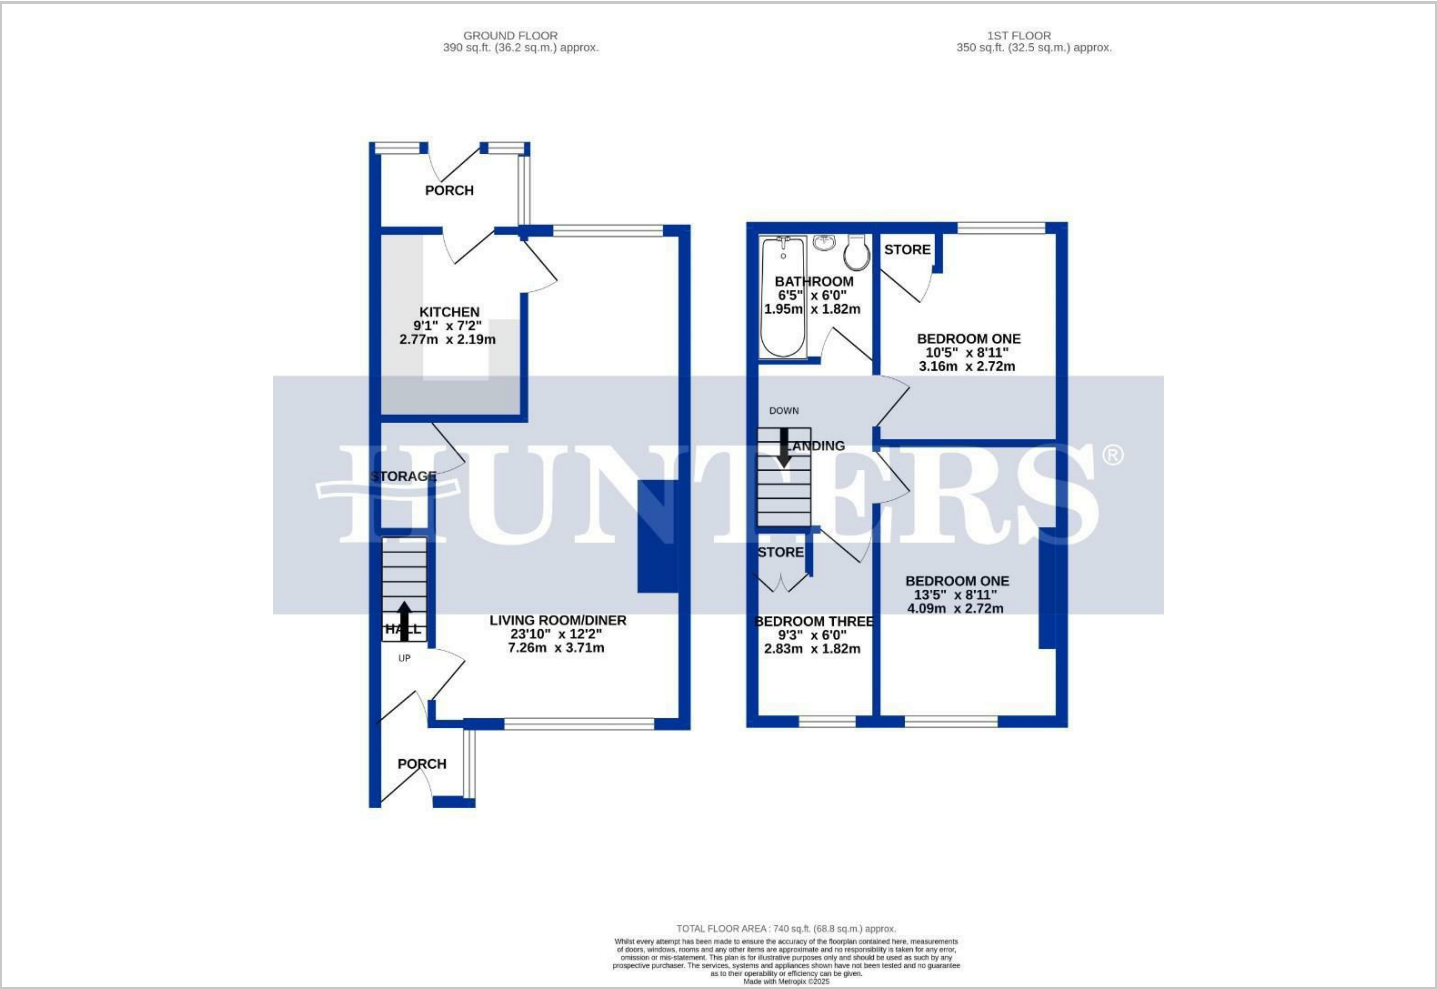 GROUND FLOOR
390 sq.ft. (36.2 sq.m.) approx.
1ST FLOOR
350 sq.ft. (32.5 sq.m.) approx.
PORCH
KITCHEN
9'1" x 7'2"
2.77m x 2.19m
STORAGE
HALL
UP
LIVING ROOM/DINER
23'10" x 12'2"
7.26m x 3.71m
PORCH
BATHROOM
6'5" x 6'0"
1.95m x 1.82m
STORE
BEDROOM ONE
10'5" x 8'11"
3.16m x 2.72m
DOWN
LANDING
STORE
BEDROOM ONE
13'5" x 8'11"
4.09m x 2.72m
BEDROOM THREE
9'3" x 6'0"
2.83m x 1.82m
HUNTERS®
TOTAL FLOOR AREA : 740 sq.ft. (68.8 sq.m.) approx.
Whilst every attempt has been made to ensure the accuracy of the floorplan contained here, measurements
of doors, windows, rooms and any other items are approximate and no responsibility is taken for any error,
omission or mis-statement. This plan is for illustrative purposes only and should be used as such by any
prospective purchaser. The services, systems and appliances shown have not been tested and no guarantee
as to their operability or efficiency can be given.
Made with Metropix ©2025